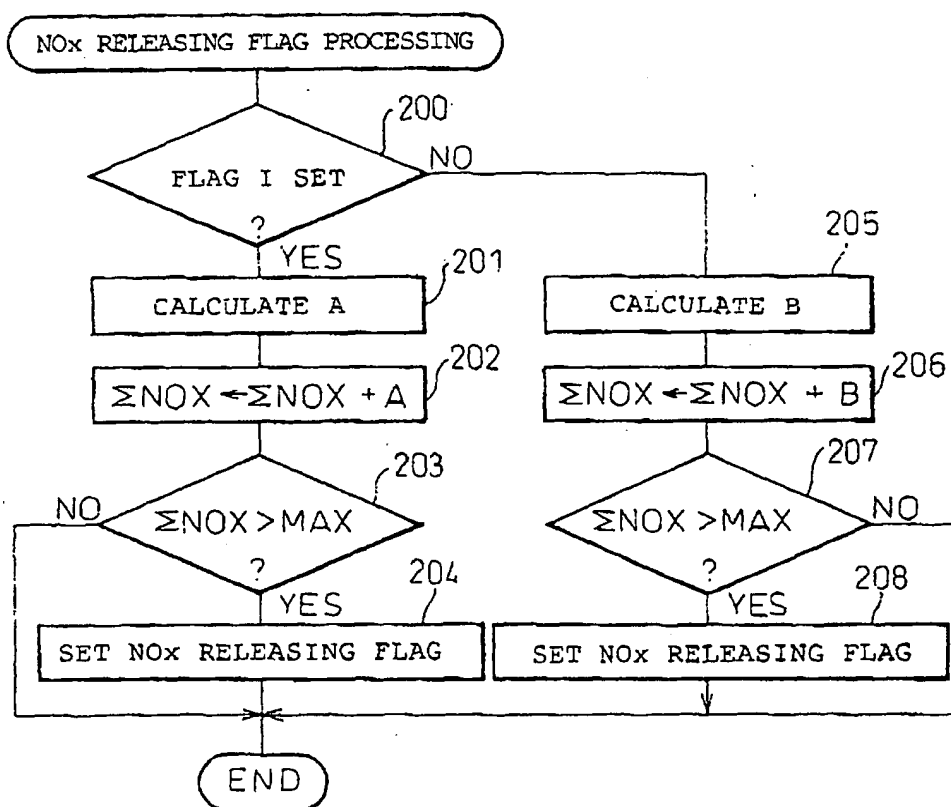 NOx RELEASING FLAG PROCESSING
200
FLAG I SET
?
NO
YES
201
CALCULATE A
202
ΣNOX ← ΣNOX + A
203
NO
ΣNOX > MAX
?
YES
204
SET NOx RELEASING FLAG
205
CALCULATE B
206
ΣNOX ← ΣNOX + B
207
ΣNOX > MAX
?
NO
YES
208
SET NOx RELEASING FLAG
END